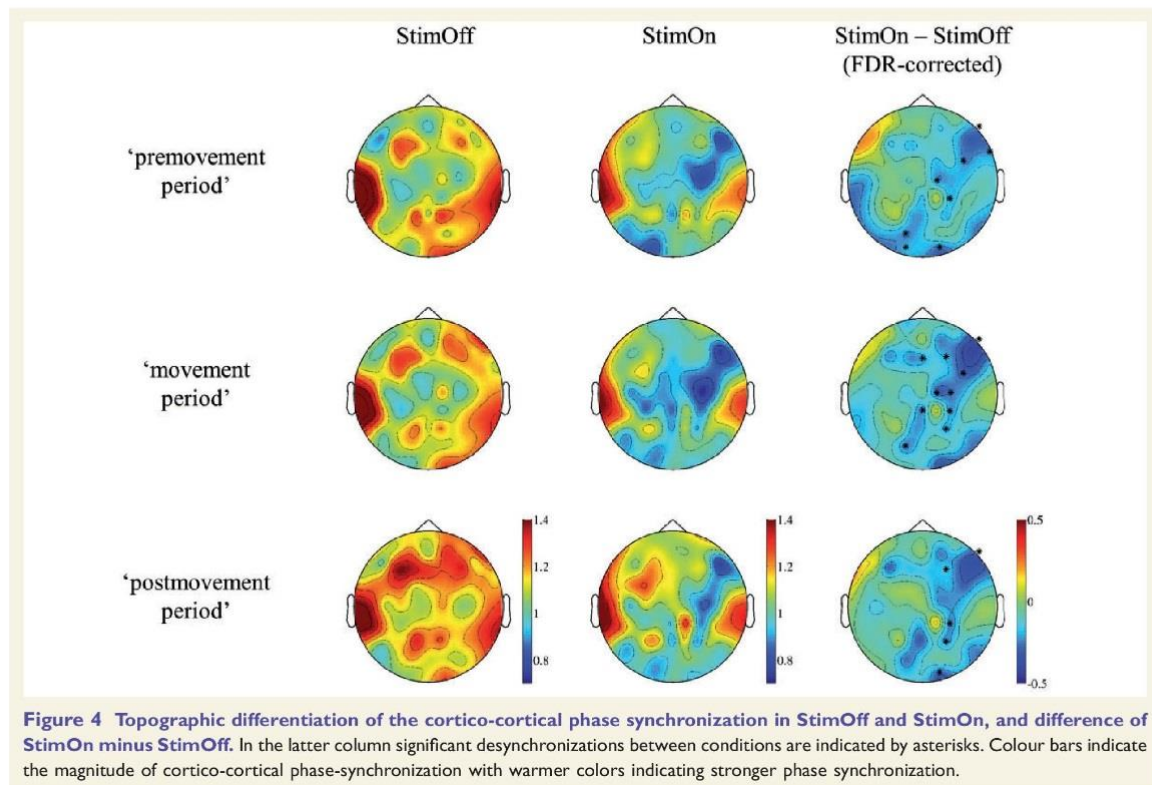 StimOff
StimOn
StimOn – StimOff
(FDR-corrected)
‘premovement
period’
‘movement
period’
‘postmovement
period’
1.4
1
0.8
1.4
1
0.8
0.5
0
-0.5
Figure 4 Topographic differentiation of the cortico-cortical phase synchronization in StimOff and StimOn, and difference of
StimOn minus StimOff. In the latter column significant desynchronizations between conditions are indicated by asterisks. Colour bars indicate
the magnitude of cortico-cortical phase-synchronization with warmer colors indicating stronger phase synchronization.